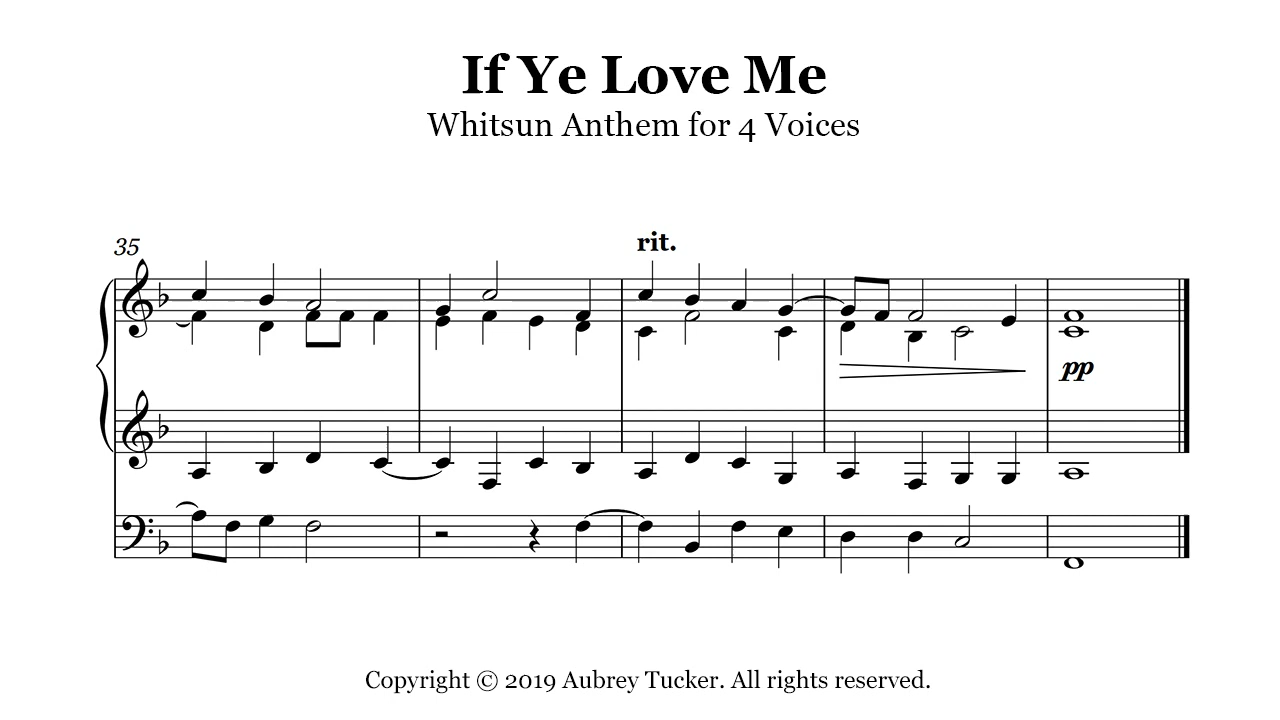 If Ye Love Me
Whitsun Anthem for 4 Voices
35
rit.
pp
Copyright © 2019 Aubrey Tucker. All rights reserved.